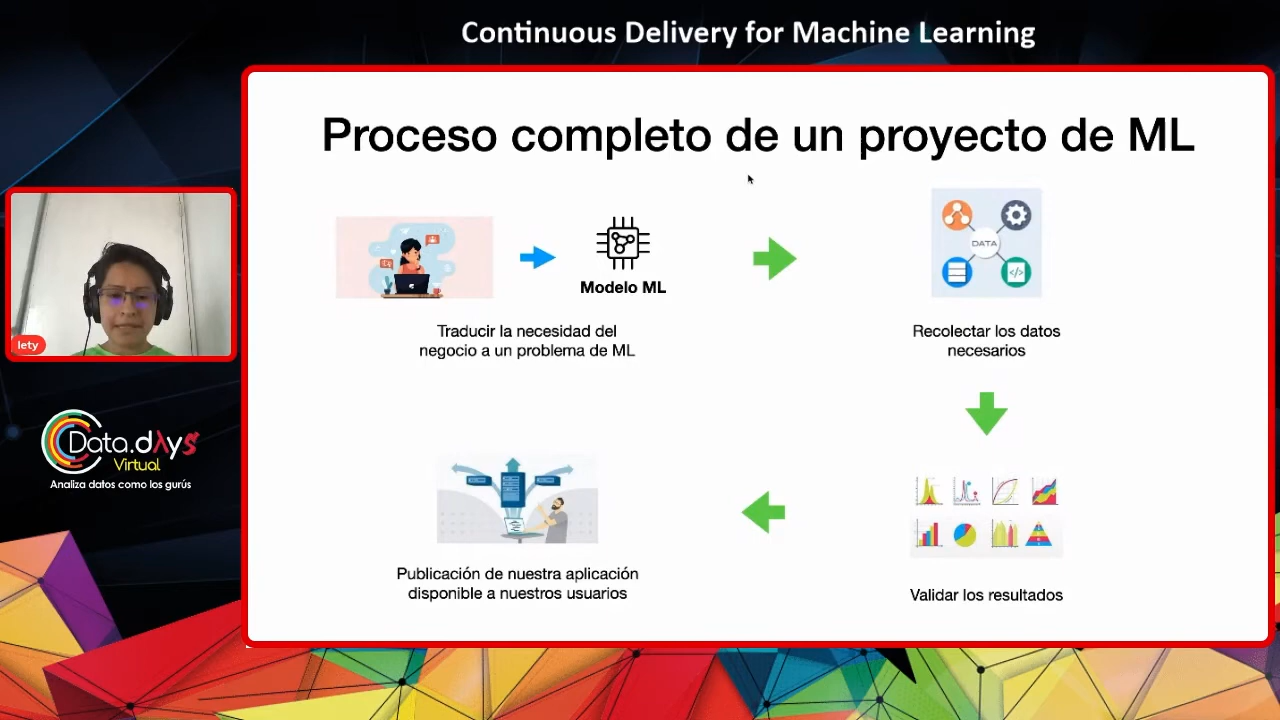 Continuous Delivery for Machine Learning
Proceso completo de un proyecto de ML
Modelo ML
DATA
Traducir la necesidad del
negocio a un problema de ML
Recolectar los datos
necesarios
lety
Data.dAys
Virtual
Analiza datos como los gurús
Publicación de nuestra aplicación
disponible a nuestros usuarios
Validar los resultados